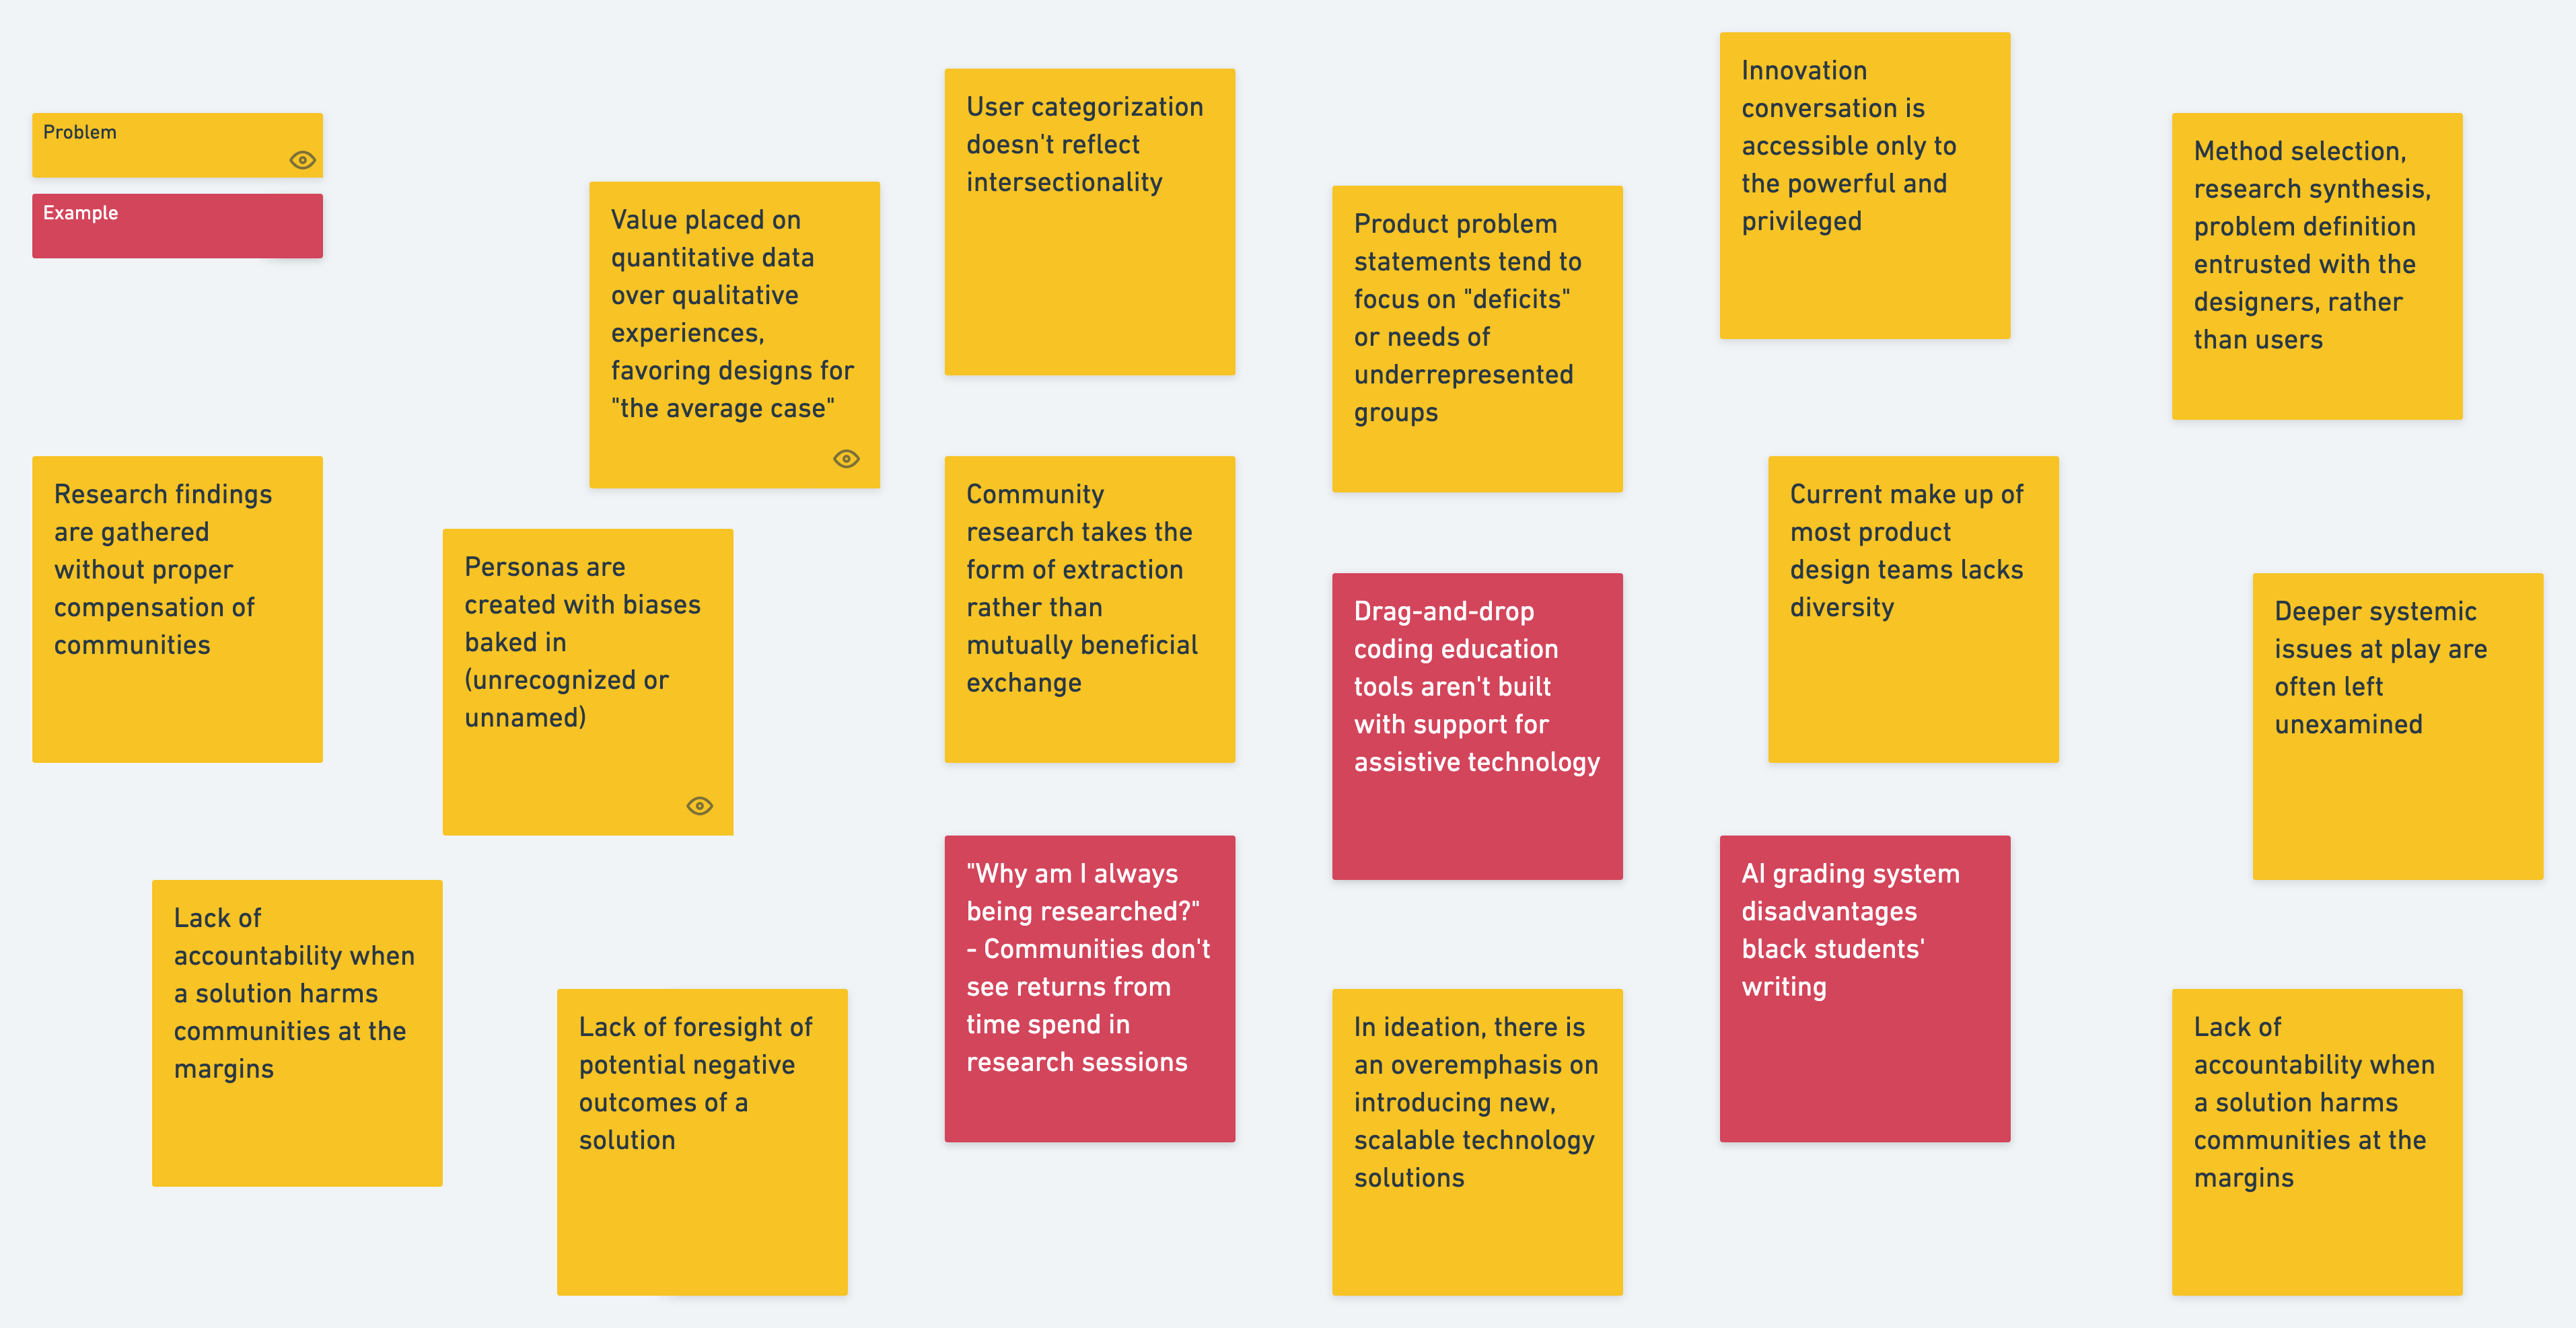 Problem
Example
Value placed on
quantitative data
over qualitative
experiences,
favoring designs for
"the average case"
User categorization
doesn't reflect
intersectionality
Product problem
statements tend to
focus on "deficits"
or needs of
underrepresented
groups
Innovation
conversation is
accessible only to
the powerful and
privileged
Method selection,
research synthesis,
problem definition
entrusted with the
designers, rather
than users
Research findings
are gathered
without proper
compensation of
communities
Personas are
created with biases
baked in
(unrecognized or
unnamed)
Community
research takes the
form of extraction
rather than
mutually beneficial
exchange
Drag-and-drop
coding education
tools aren't built
with support for
assistive technology
Current make up of
most product
design teams lacks
diversity
Deeper systemic
issues at play are
often left
unexamined
Lack of
accountability when
a solution harms
communities at the
margins
Lack of foresight of
potential negative
outcomes of a
solution
"Why am I always
being researched?"
- Communities don't
see returns from
time spend in
research sessions
In ideation, there is
an overemphasis on
introducing new,
scalable technology
solutions
AI grading system
disadvantages
black students'
writing
Lack of
accountability when
a solution harms
communities at the
margins